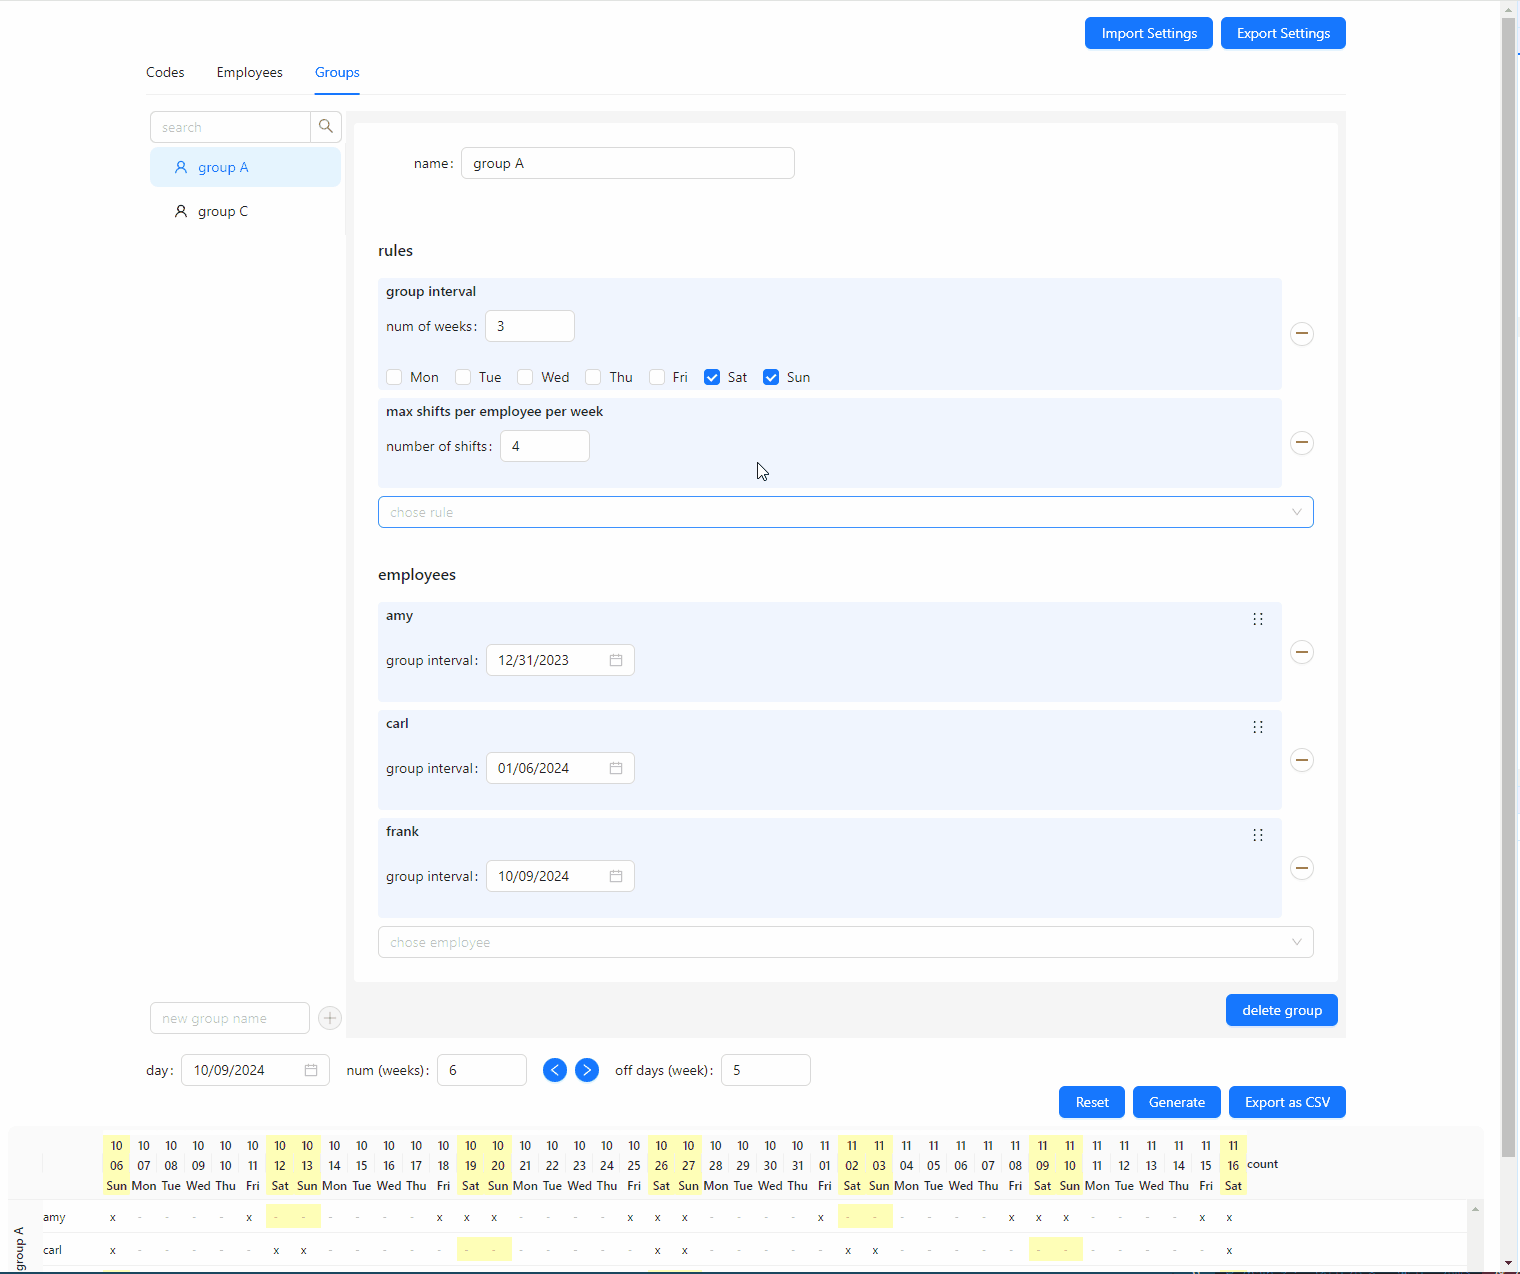 Import Settings Export Settings
Codes Employees Groups
search
group A
group C
name: group A
rules
group interval
num of weeks: 3
Mon Tue Wed Thu Fri Sat Sun
max shifts per employee per week
number of shifts: 4
chose rule
employees
amy
group interval: 12/31/2023
carl
group interval: 01/06/2024
frank
group interval: 10/09/2024
chose employee
new group name
delete group
day: 10/09/2024 num (weeks): 6 off days (week): 5
Reset Generate Export as CSV
10 10 10 10 10 10 10 10 10 10 10 10 10 10 10 10 10 10 10 10 10 10 10 10 10 10 11 11 11 11 11 11 11 11 11 11 11 11 11 11 11 11
06 07 08 09 10 11 12 13 14 15 16 17 18 19 20 21 22 23 24 25 26 27 28 29 30 31 01 02 03 04 05 06 07 08 09 10 11 12 13 14 15 16 count
Sun Mon Tue Wed Thu Fri Sat Sun Mon Tue Wed Thu Fri Sat Sun Mon Tue Wed Thu Fri Sat Sun Mon Tue Wed Thu Fri Sat Sun Mon Tue Wed Thu Fri Sat Sun Mon Tue Wed Thu Fri Sat
group A
amy x - - - - x - - - - - - x x x - - - - x x x - - - - x - - - - - - x x x - - - - x x
carl x - - - - - x x - - - - - - - - - - - - x x - - - - - x x - - - - - - - - - - - - x